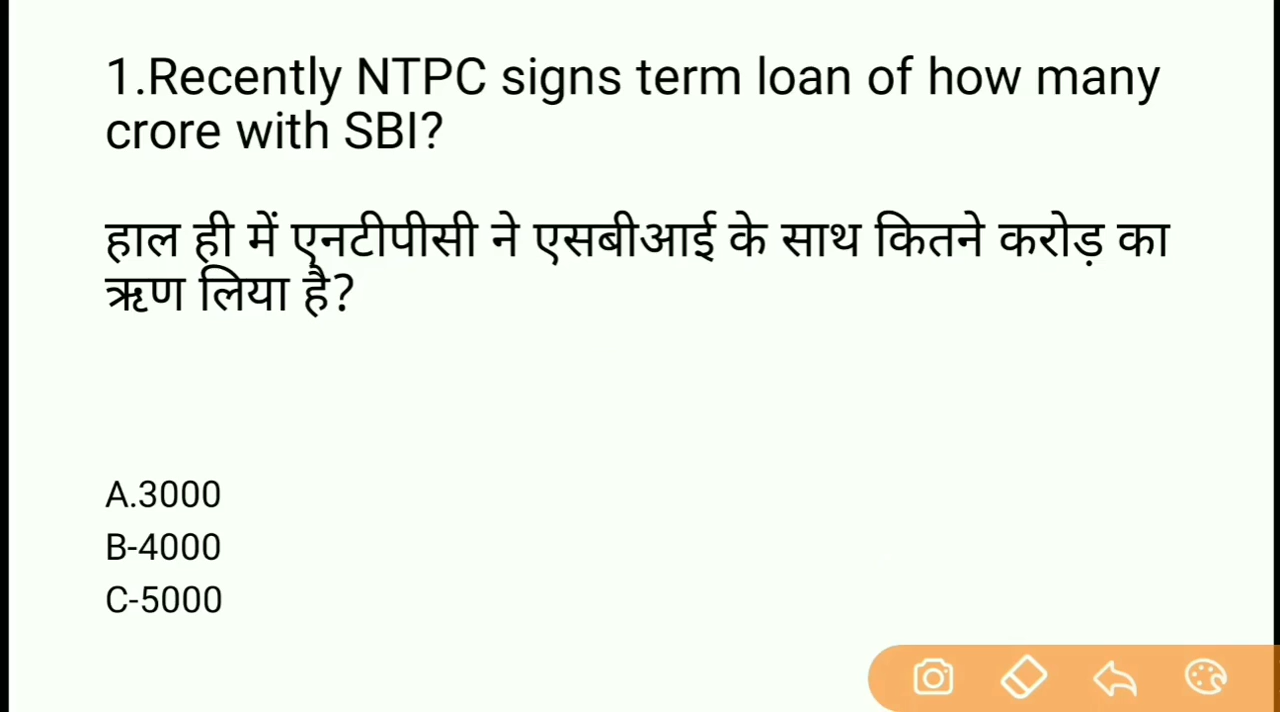 1.Recently NTPC signs term loan of how many
crore with SBI?
हाल ही में एनटीपीसी ने एसबीआई के साथ कितने करोड़ का
ऋण लिया है?
A.3000
B-4000
C-5000